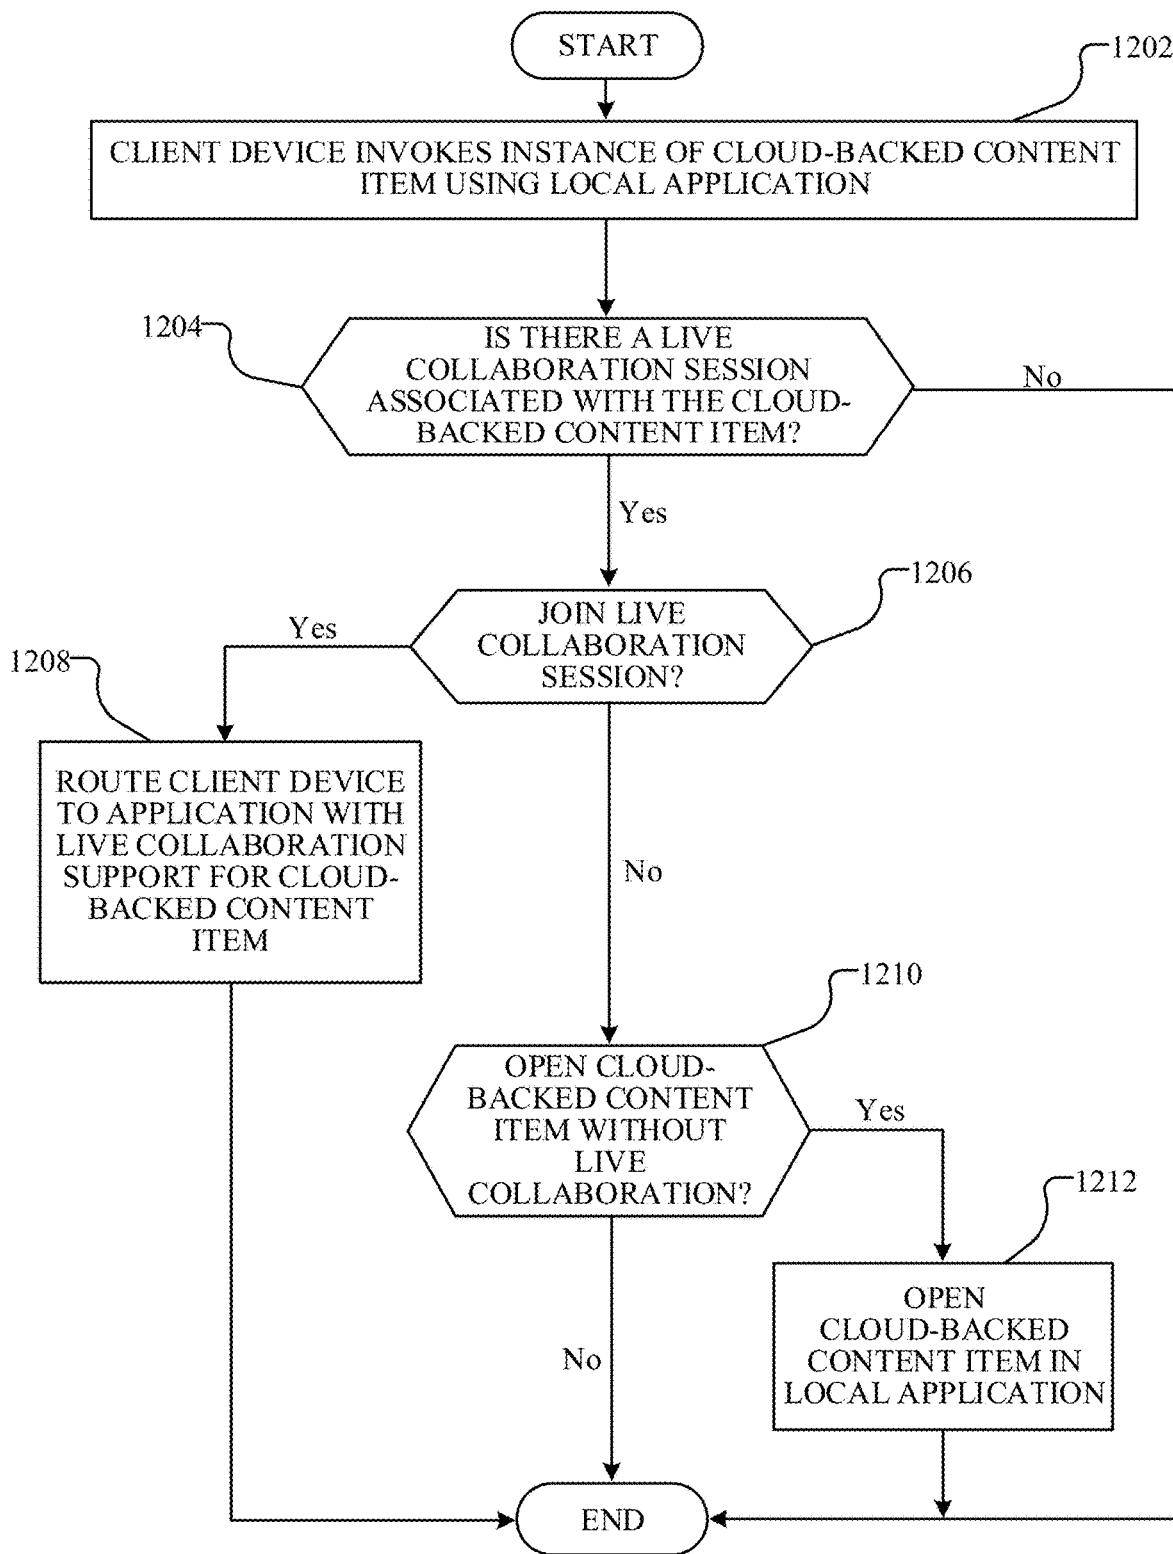 START
1202
CLIENT DEVICE INVOKES INSTANCE OF CLOUD-BACKED CONTENT
ITEM USING LOCAL APPLICATION
1204
IS THERE A LIVE
COLLABORATION SESSION
ASSOCIATED WITH THE CLOUD-
BACKED CONTENT ITEM?
No
Yes
1206
JOIN LIVE
COLLABORATION
SESSION?
Yes
1208
ROUTE CLIENT DEVICE
TO APPLICATION WITH
LIVE COLLABORATION
SUPPORT FOR CLOUD-
BACKED CONTENT
ITEM
No
1210
OPEN CLOUD-
BACKED CONTENT
ITEM WITHOUT
LIVE
COLLABORATION?
Yes
1212
OPEN
CLOUD-BACKED
CONTENT ITEM IN
LOCAL APPLICATION
No
END